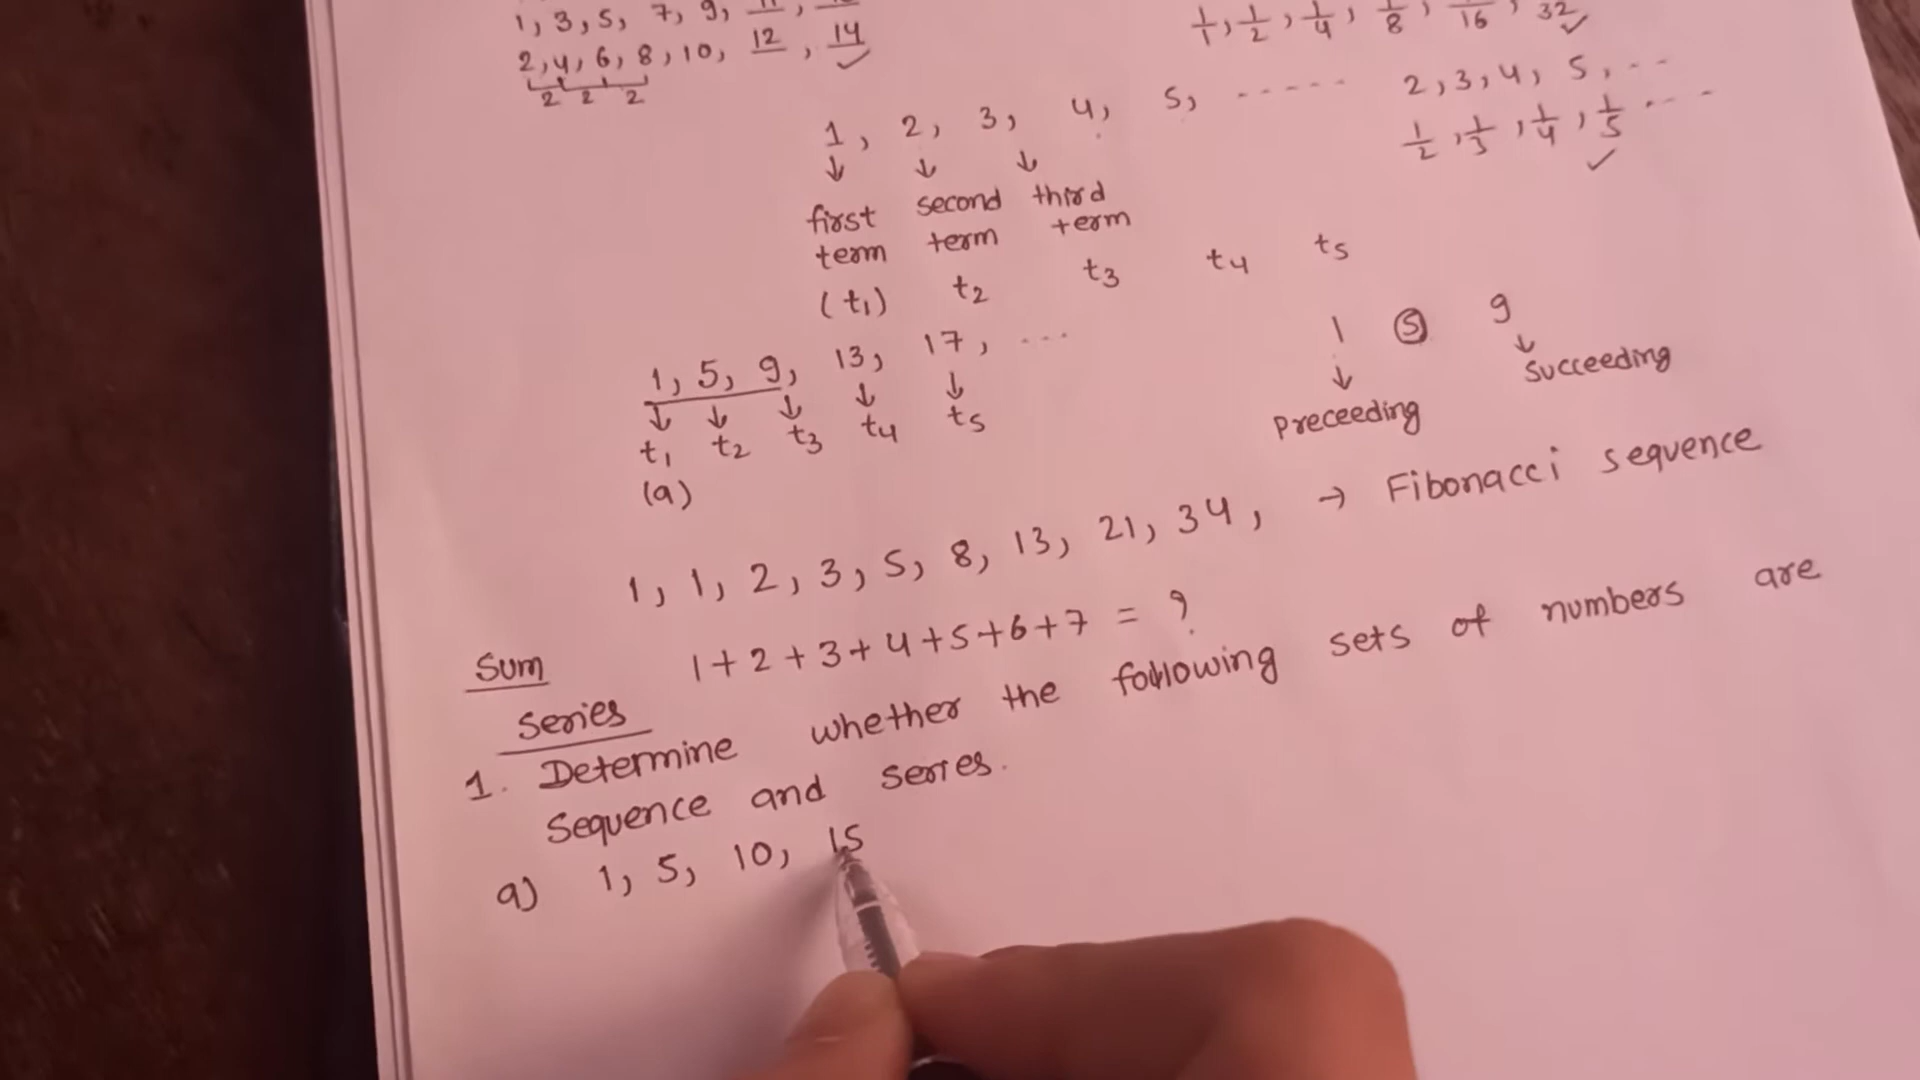 1, 3, 5, 7, 9,
1/1, 1/2, 1/4, 1/8, 16, 32
2, 4, 6, 8, 10, 12, 14
2 2 2
2, 3, 4, 5, ...
1, 2, 3, 4, 5, .....
1/2, 1/3, 1/4, 1/5 ....
first second third
term term term
(t1) t2 t3 t4 t5
1, 5, 9, 13, 17, ...
1 5 9
t1 t2 t3 t4 t5
preceeding succeeding
(a)
1, 1, 2, 3, 5, 8, 13, 21, 34, → Fibonacci sequence
Sum 1+2+3+4+5+6+7 = ?
Series
1. Determine whether the following sets of numbers are
sequence and series.
a) 1, 5, 10, 15